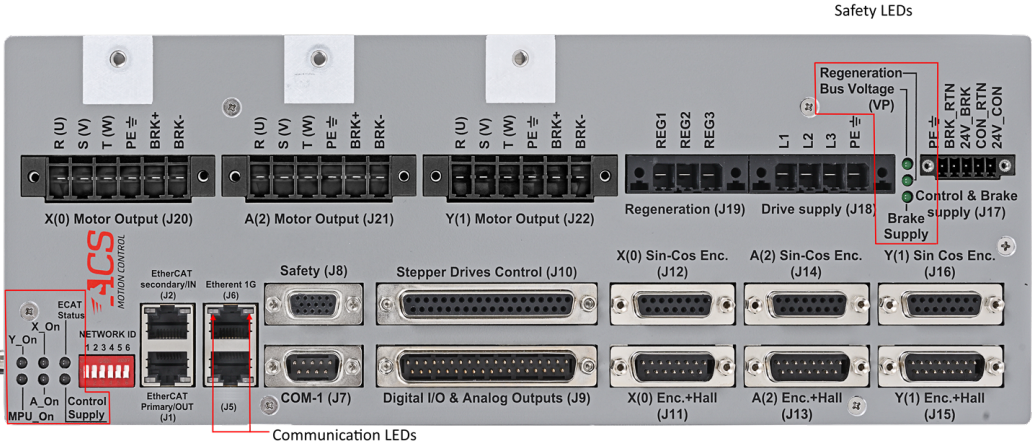 Safety LEDs
Regeneration
Bus Voltage
(VP)
R (U)
S (V)
T (W)
PE
BRK+
BRK-
R (U)
S (V)
T (W)
PE
BRK+
BRK-
R (U)
S (V)
T (W)
PE
BRK+
BRK-
REG1
REG2
REG3
L1
L2
L3
PE
PE
BRK_RTN
24V_BRK
CON_RTN
24V_CON
X(0) Motor Output (J20)
A(2) Motor Output (J21)
Y(1) Motor Output (J22)
Regeneration (J19)
Drive supply (J18)
Control & Brake
supply (J17)
Brake
Supply
ACS
MOTION CONTROL
EtherCAT
secondary/IN
(J2)
Etherent 1G
(J6)
Safety (J8)
Stepper Drives Control (J10)
X(0) Sin-Cos Enc.
(J12)
A(2) Sin-Cos Enc.
(J14)
Y(1) Sin Cos Enc.
(J16)
ECAT
Status
X_On
Y_On
NETWORK ID
1 2 3 4 5 6
MPU_On
A_On
Control
Supply
EtherCAT
Primary/OUT
(J1)
(J5)
COM-1 (J7)
Digital I/O & Analog Outputs (J9)
X(0) Enc.+Hall
(J11)
A(2) Enc.+Hall
(J13)
Y(1) Enc.+Hall
(J15)
Communication LEDs